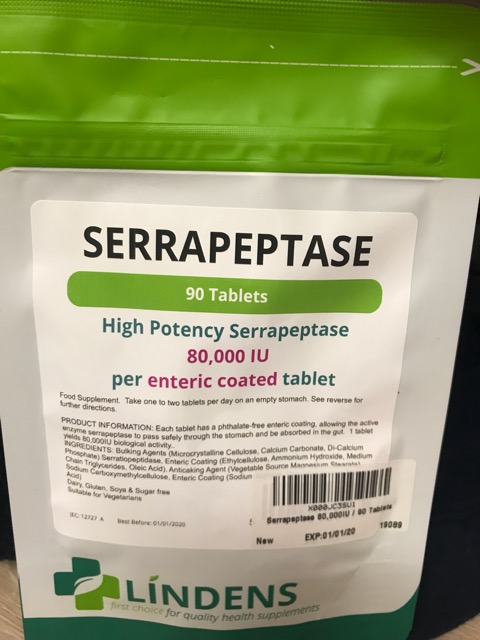 SERRAPEPTASE
90 Tablets
High Potency Serrapeptase
80,000 IU
per enteric coated tablet
Food Supplement. Take one to two tablets per day on an empty stomach. See reverse for
further directions.
PRODUCT INFORMATION: Each tablet has a phthalate-free enteric coating, allowing the active
enzyme serrapeptase to pass safely through the stomach and be absorbed in the gut. 1 tablet
yields 80,000IU biological activity..
INGREDIENTS: Bulking Agents (Microcrystalline Cellulose, Calcium Carbonate, Di-Calcium
Phosphate) Serratiopeptidase, Enteric Coating (Ethylcellulose, Ammonium Hydroxide, Medium
Chain Triglycerides, Oleic Acid), Anticaking Agent (Vegetable Source Magnesium Stearate)
Sodium Carboxymethylcellulose, Enteric Coating (Sodium
Acid)
Dairy, Gluten, Soya & Sugar free
Suitable for Vegetarians
X000JC3SU1
Serrapeptase 80,000IU / 90 Tablets
IEC:12727 A Best Before: 01/01/2020 19089
New EXP:01/01/20
LINDENS
first choice for quality health supplements